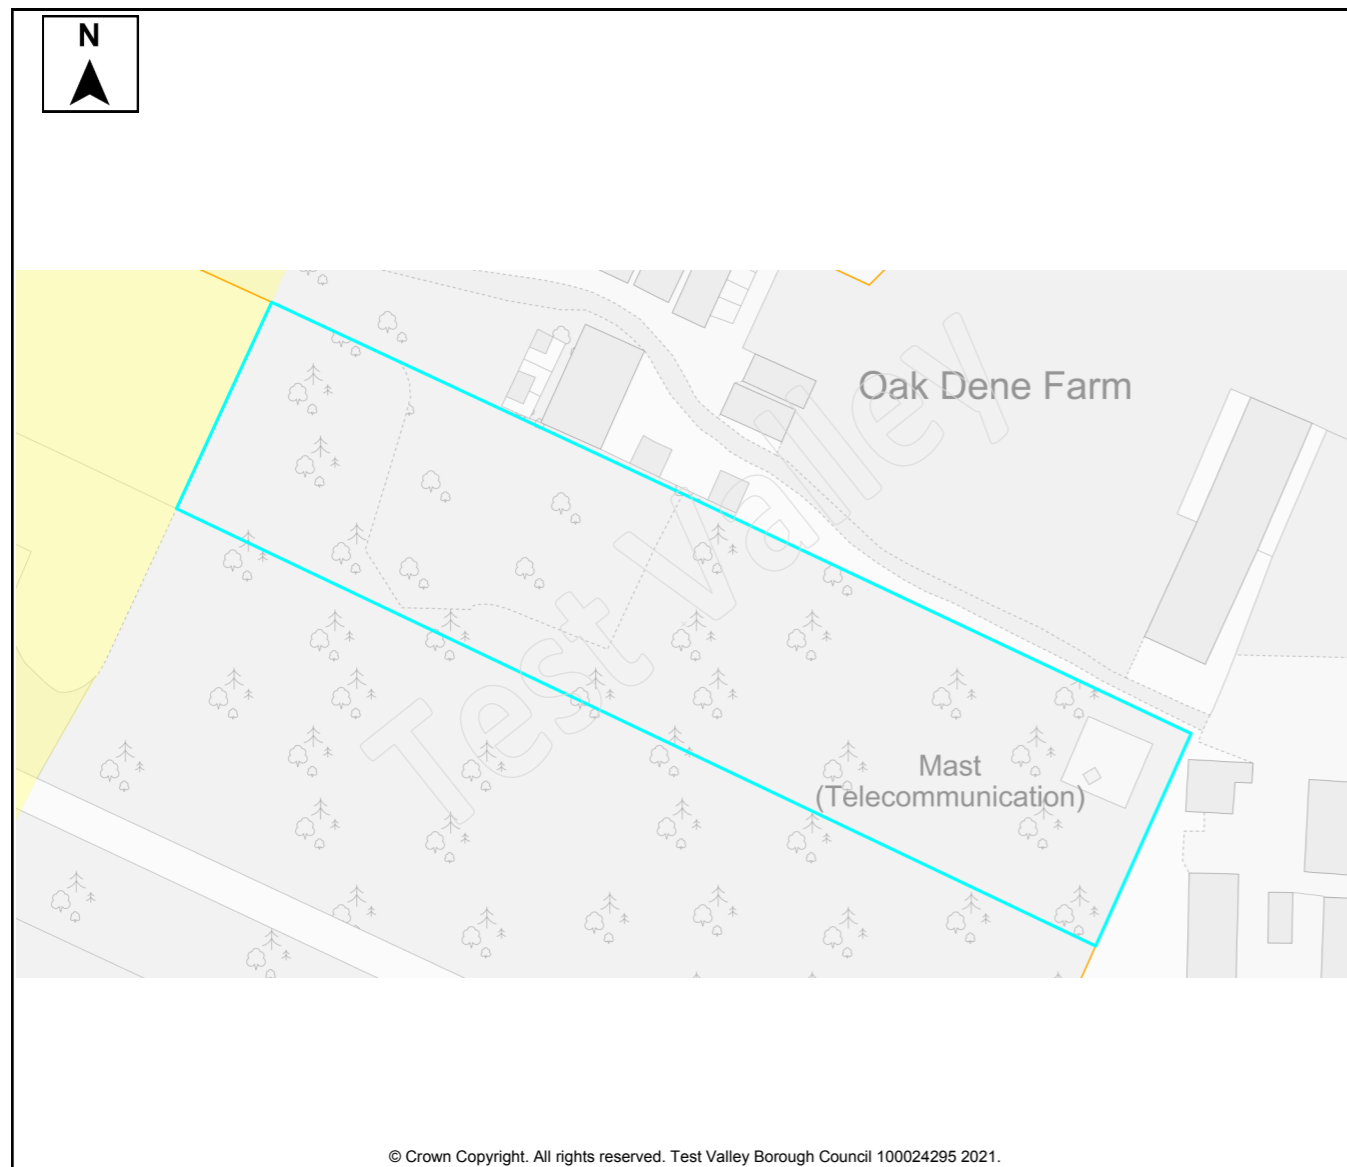 N
Oak Dene Farm
Test Valley
Mast
(Telecommunication)
© Crown Copyright. All rights reserved. Test Valley Borough Council 100024295 2021.